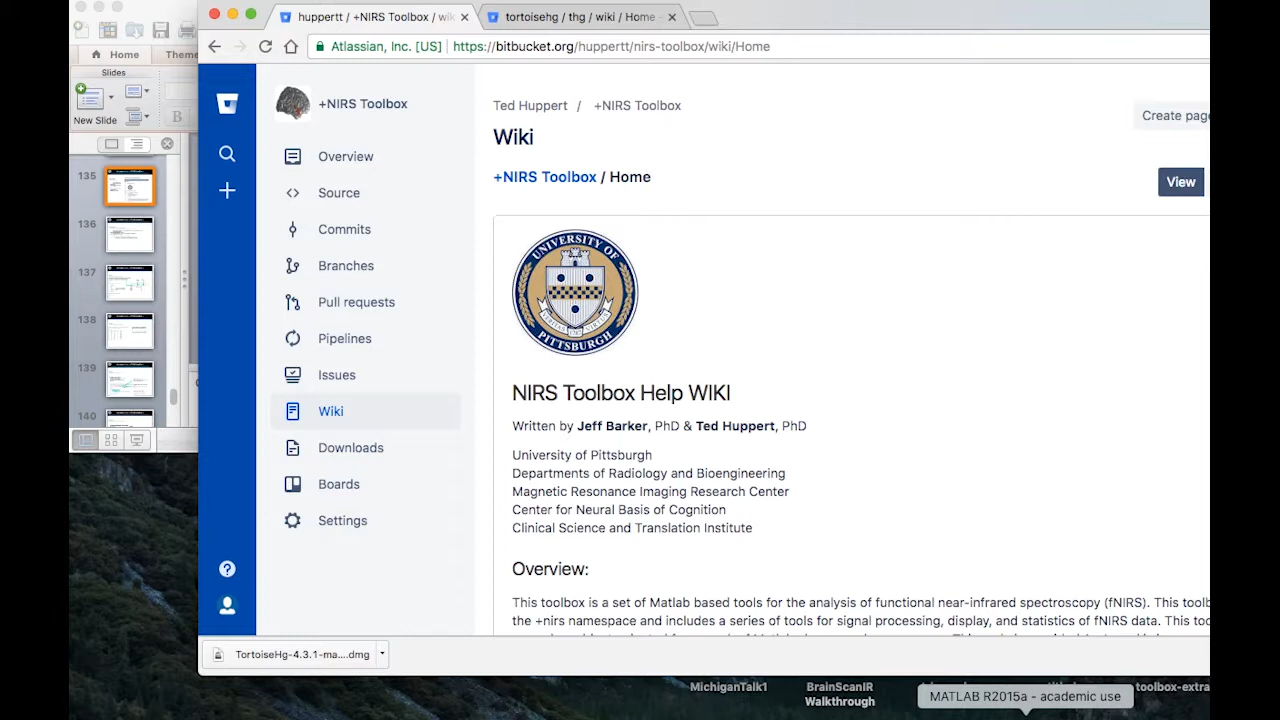 huppertt / +NIRS Toolbox / wik
tortoisehg / thg / wiki / Home –
Home
Theme
Atlassian, Inc. [US]
https://bitbucket.org/huppertt/nirs-toolbox/wiki/Home
Slides
New Slide
B
135
136
137
138
139
140
+NIRS Toolbox
Overview
Source
Commits
Branches
Pull requests
Pipelines
Issues
Wiki
Downloads
Boards
Settings
Ted Huppert / +NIRS Toolbox
Create page
Wiki
+NIRS Toolbox / Home
View
UNIVERSITY OF
PITTSBURGH
NIRS Toolbox Help WIKI
Written by Jeff Barker, PhD & Ted Huppert, PhD
University of Pittsburgh
Departments of Radiology and Bioengineering
Magnetic Resonance Imaging Research Center
Center for Neural Basis of Cognition
Clinical Science and Translation Institute
Overview:
This toolbox is a set of Matlab based tools for the analysis of functional near-infrared spectroscopy (fNIRS). This toolb
the +nirs namespace and includes a series of tools for signal processing, display, and statistics of fNIRS data. This too
TortoiseHg-4.3.1-ma....dmg
MichiganTalk1
BrainScanIR
Walkthrough
MATLAB R2015a - academic use
toolbox-extra